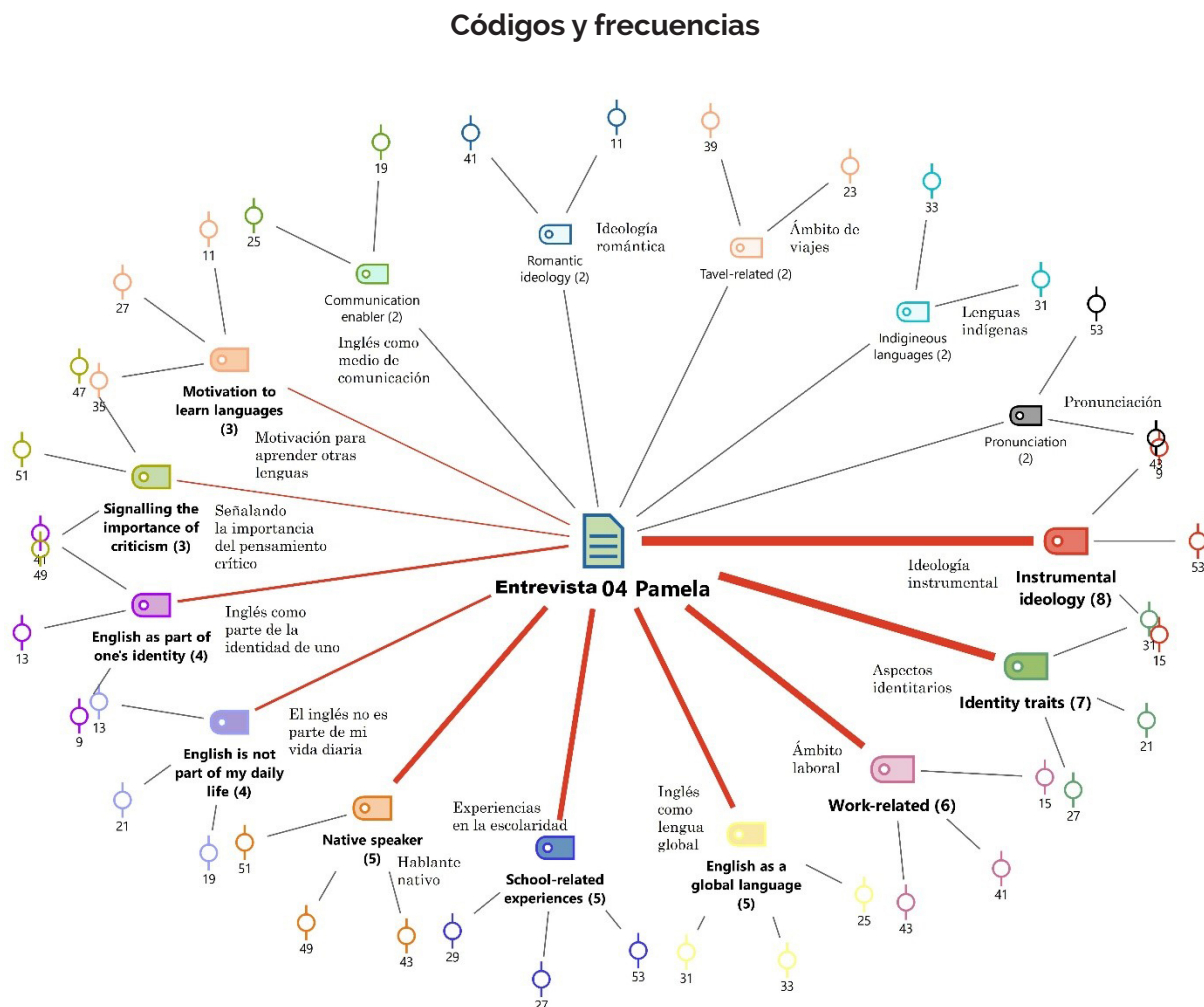 Códigos y frecuencias
41
11
39
23
33
31
53
19
25
11
27
47
35
51
Romantic
ideology (2)
Ideología
romántica
Tavel-related (2)
Ámbito de
viajes
Indigineous
languages (2)
Lenguas
indígenas
Communication
enabler (2)
Inglés como
medio de
comunicación
Pronunciation
(2)
Pronunciación
43
9
Motivation to
learn languages
(3)
Motivación para
aprender otras
lenguas
Signalling the
importance of
criticism (3)
Señalando
la importancia
del pensamiento
crítico
41
49
13
English as part of
one's identity (4)
Inglés como
parte de la
identidad de uno
Entrevista 04 Pamela
Ideología
instrumental
Instrumental
ideology (8)
53
31
15
Aspectos
identitarios
Identity traits (7)
21
27
9
13
English is not
part of my daily
life (4)
El inglés no es
parte de mi
vida diaria
21
19
Native speaker
(5)
Hablante
nativo
51
49
43
Experiencias
en la escolaridad
School-related
experiences (5)
29
27
53
Inglés
como
lengua
global
English as a
global language
(5)
31
33
25
Ámbito
laboral
Work-related (6)
15
41
43